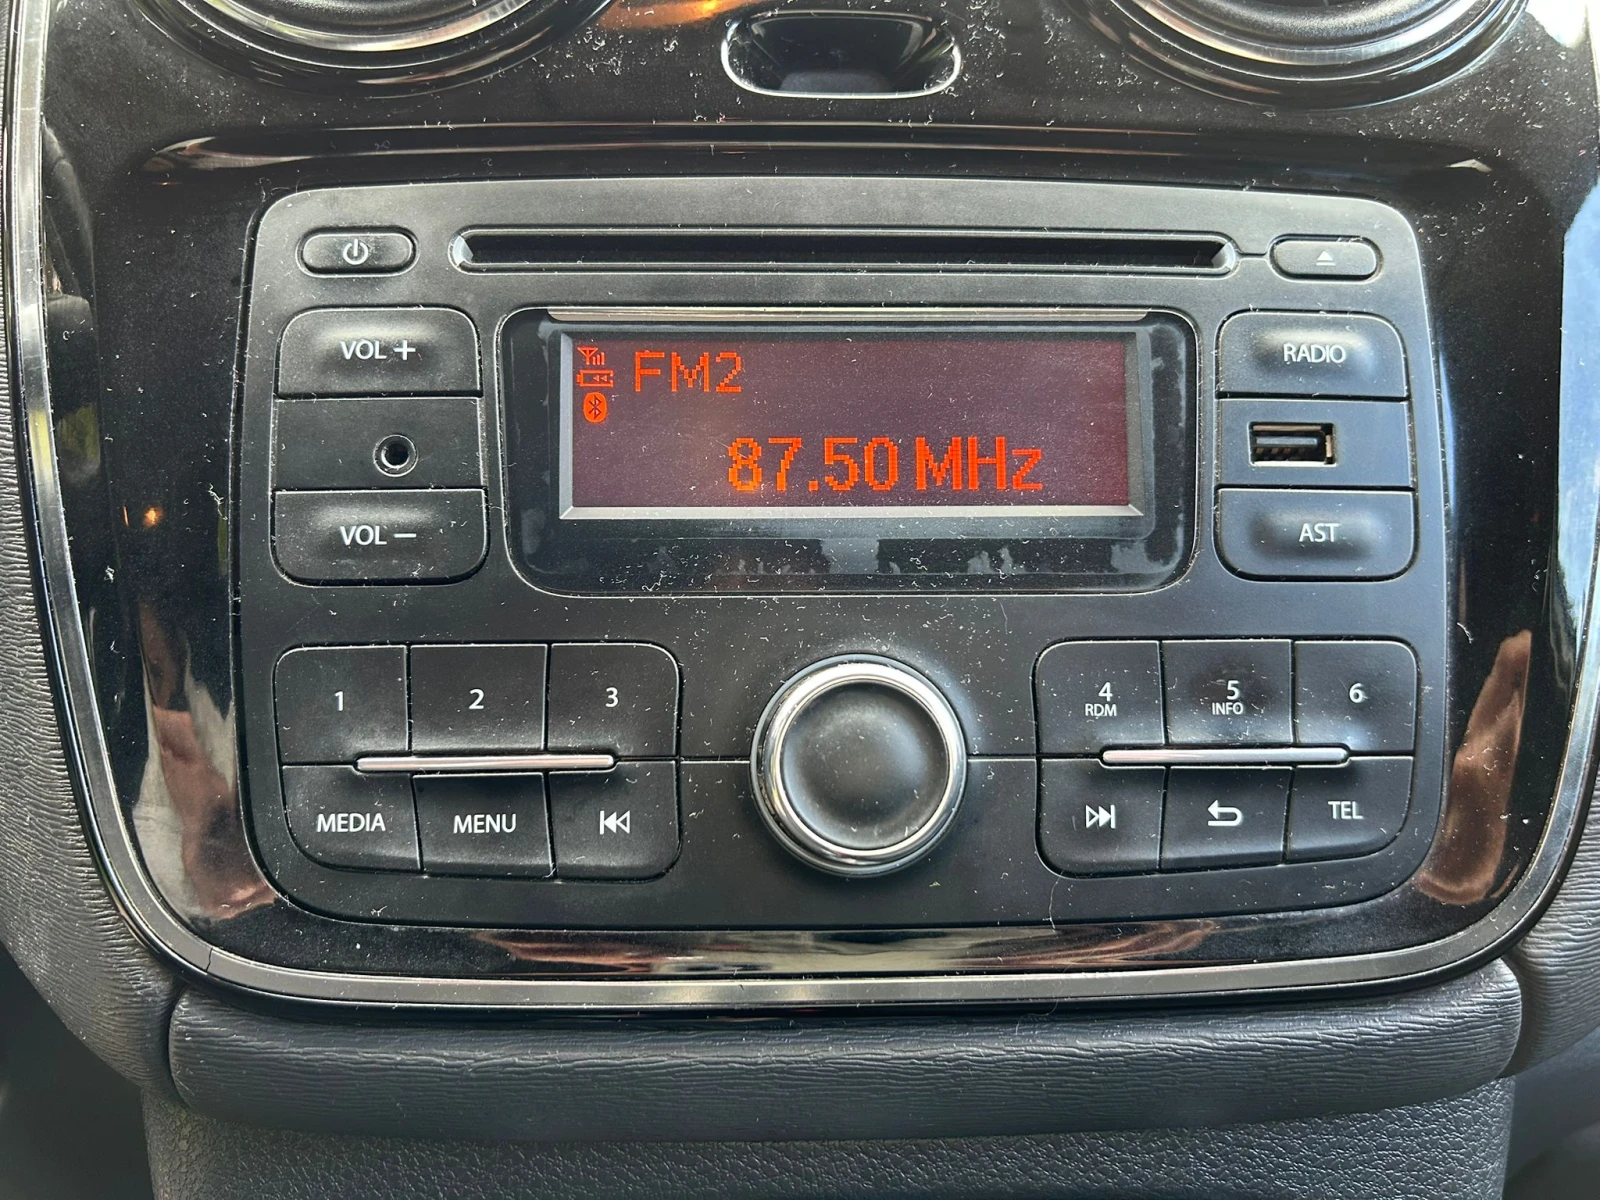 FM2
87.50 MHz
VOL +
VOL −
RADIO
AST
1
2
3
4
RDM
5
INFO
6
MEDIA
MENU
TEL